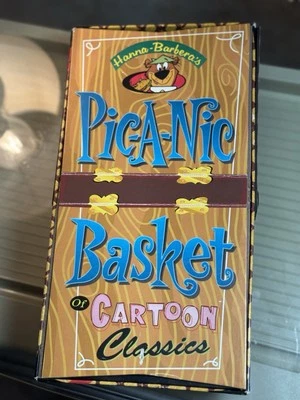 Hanna-Barbera's
Pic-A-Nic
Basket
Of CARTOON
Classics